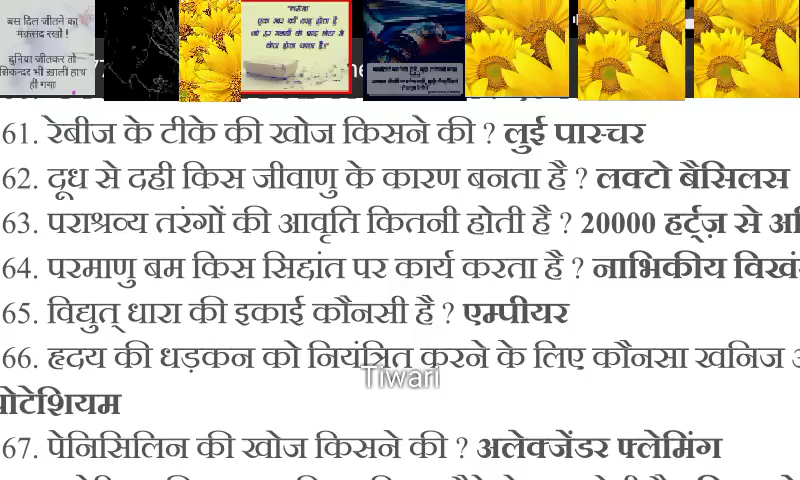 बस दिल जीतने का
मकसद रखो !
दुनिया जीतकर तो
सिकन्दर भी ख़ाली हाथ
ही गया
61. रेबीज के टीके की खोज किसने की ? लुई पास्चर
62. दूध से दही किस जीवाणु के कारण बनता है ? लक्टो बैसिलस
63. पराश्रव्य तरंगों की आवृति कितनी होती है ? 20000 हर्ट्ज़ से
64. परमाणु बम किस सिद्दांत पर कार्य करता है ? नाभिकीय
65. विद्युत् धारा की इकाई कौनसी है ? एम्पीयर
66. हृदय की धड़कन को नियंत्रित करने के लिए कौनसा खनिज
Tiwari
पोटेशियम
67. पेनिसिलिन की खोज किसने की ? अलेक्जेंडर फ्लेमिंग